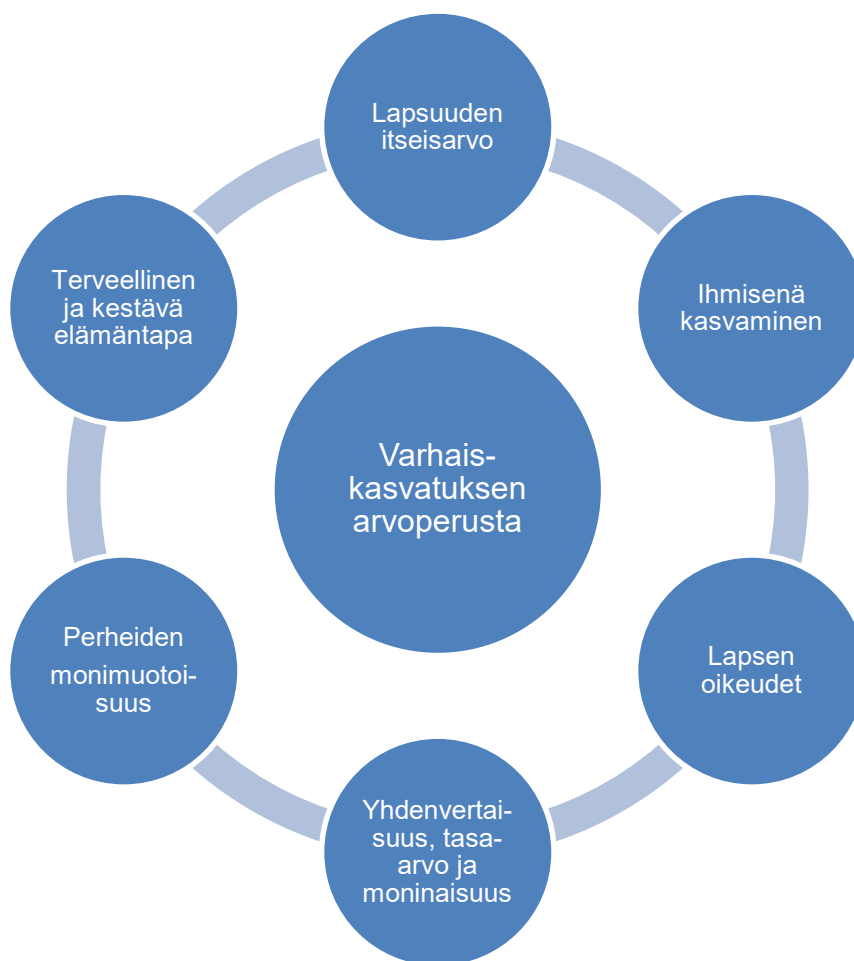 Lapsuuden
itseisarvo
Ihmisenä
kasvaminen
Lapsen
oikeudet
Yhdenvertai-
suus, tasa-
arvo ja
moninaisuus
Perheiden
monimuotoi-
suus
Terveellinen
ja kestävä
elämäntapa
Varhais-
kasvatuksen
arvoperusta